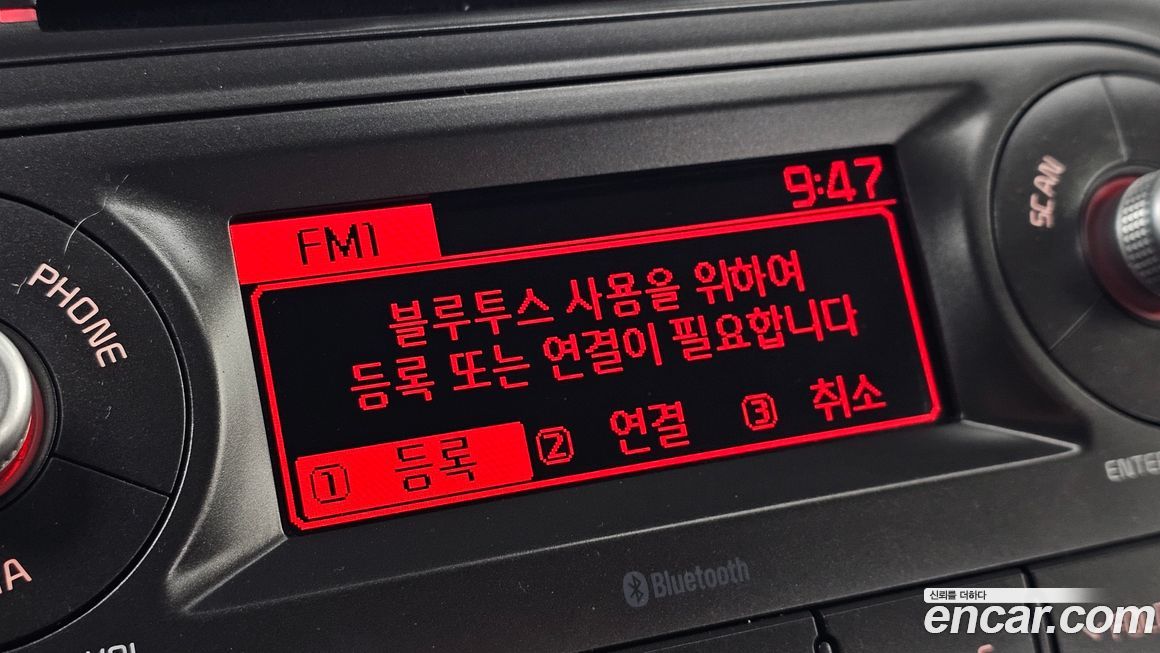 9:47
FM1
블루투스 사용을 위하여
등록 또는 연결이 필요합니다
1 등록 2 연결 3 취소
PHONE
SCAN
ENTE
Bluetooth
신뢰를 더하다
encar.com